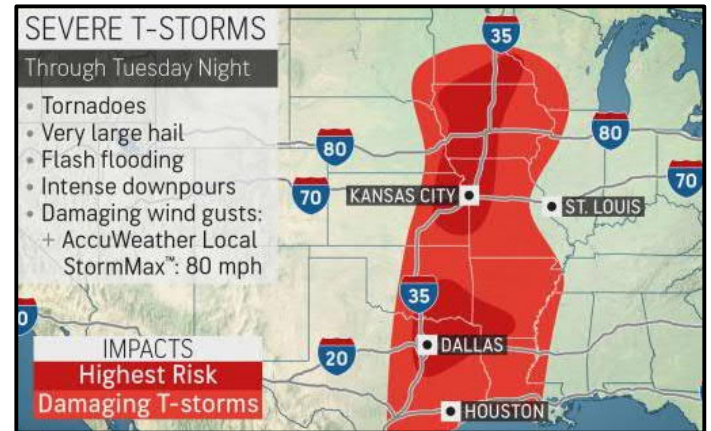 SEVERE T-STORMS
Through Tuesday Night
• Tornadoes
• Very large hail
• Flash flooding
• Intense downpours
• Damaging wind gusts:
+ AccuWeather Local
StormMax™: 80 mph
35
80
80
70
70
KANSAS CITY
ST. LOUIS
35
0
20
DALLAS
HOUSTON
IMPACTS
Highest Risk
Damaging T-storms